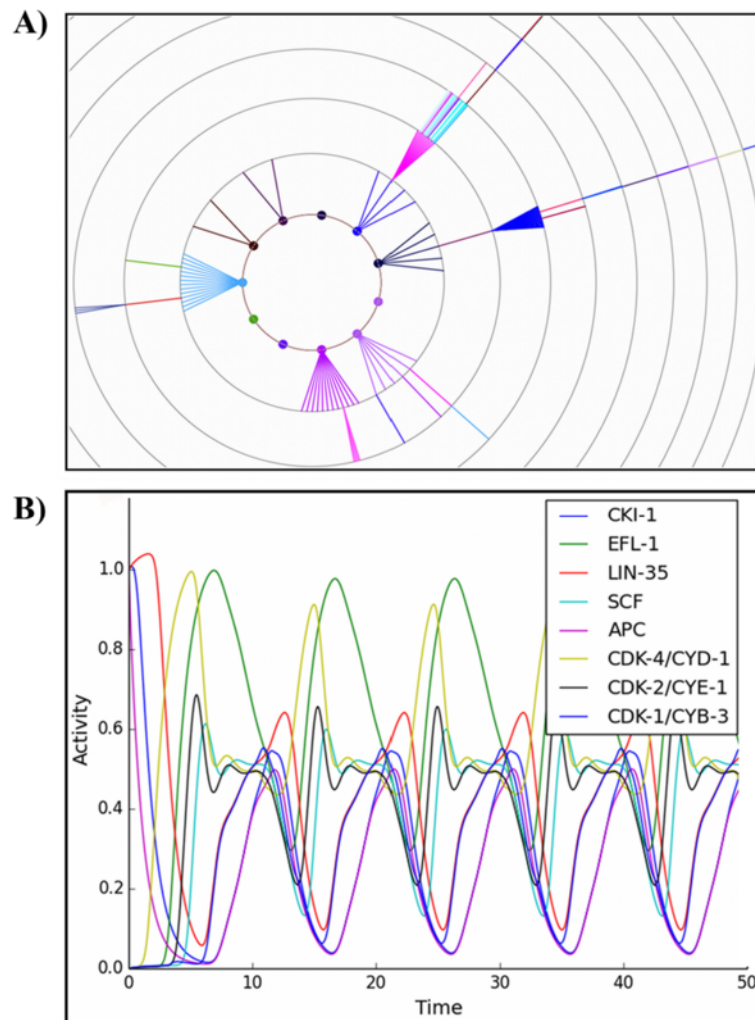 A)
B)
CKI-1
EFL-1
LIN-35
SCF
APC
CDK-4/CYD-1
CDK-2/CYE-1
CDK-1/CYB-3
Activity
1.0
0.8
0.6
0.4
0.2
0.0
0 10 20 30 40 50
Time